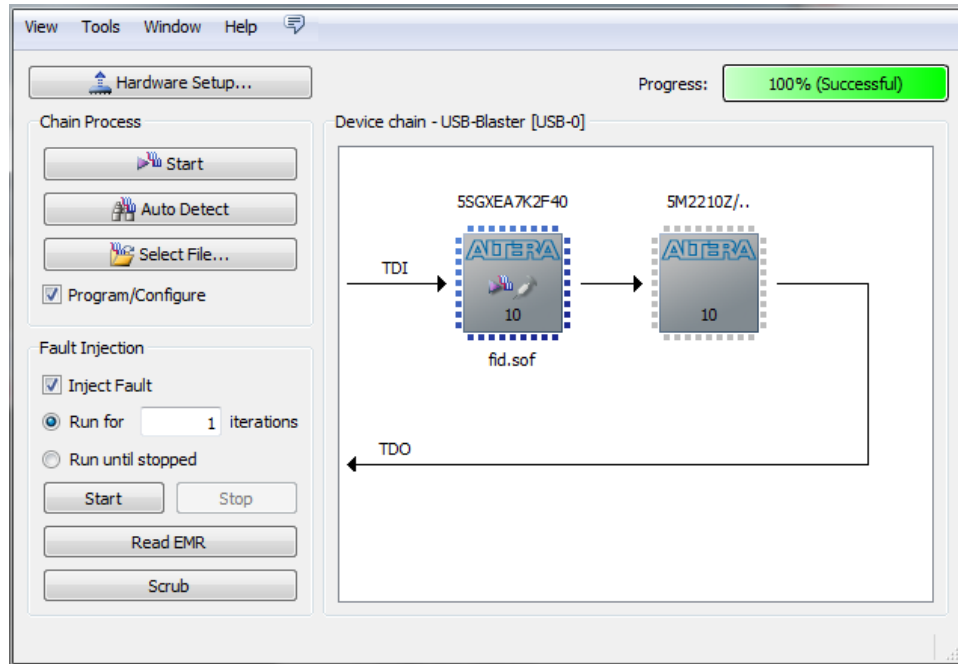 View Tools Window Help
Hardware Setup...
Progress: 100% (Successful)
Chain Process
Start
Auto Detect
Select File...
Program/Configure
Fault Injection
Inject Fault
Run for 1 iterations
Run until stopped
Start Stop
Read EMR
Scrub
Device chain - USB-Blaster [USB-0]
5SGXEA7K2F40 5M2210Z/..
ALTERA ALTERA
TDI
10 10
fid.sof
TDO